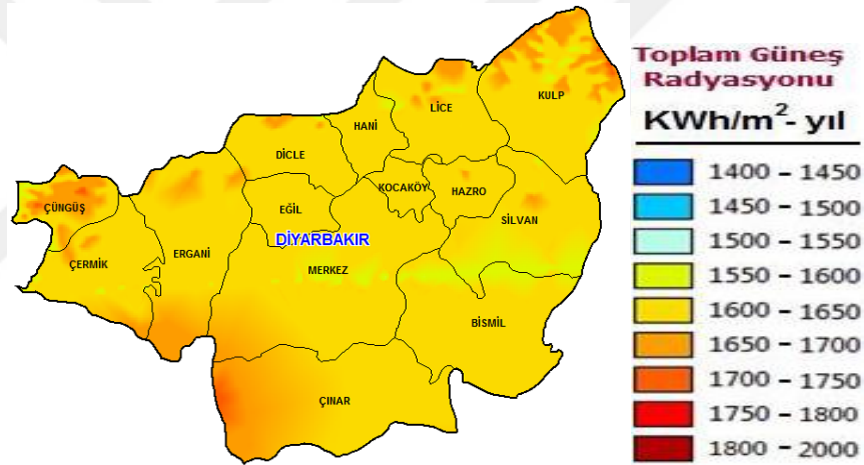 KULP
LİCE
HANİ
DİCLE
KOCAKÖY
HAZRO
ÇÜNGÜŞ
EĞİL
SİLVAN
DİYARBAKIR
ERGANİ
ÇERMİK
MERKEZ
BİSMİL
ÇINAR
Toplam Güneş
Radyasyonu
KWh/m²- yıl
1400 - 1450
1450 - 1500
1500 - 1550
1550 - 1600
1600 - 1650
1650 - 1700
1700 - 1750
1750 - 1800
1800 - 2000